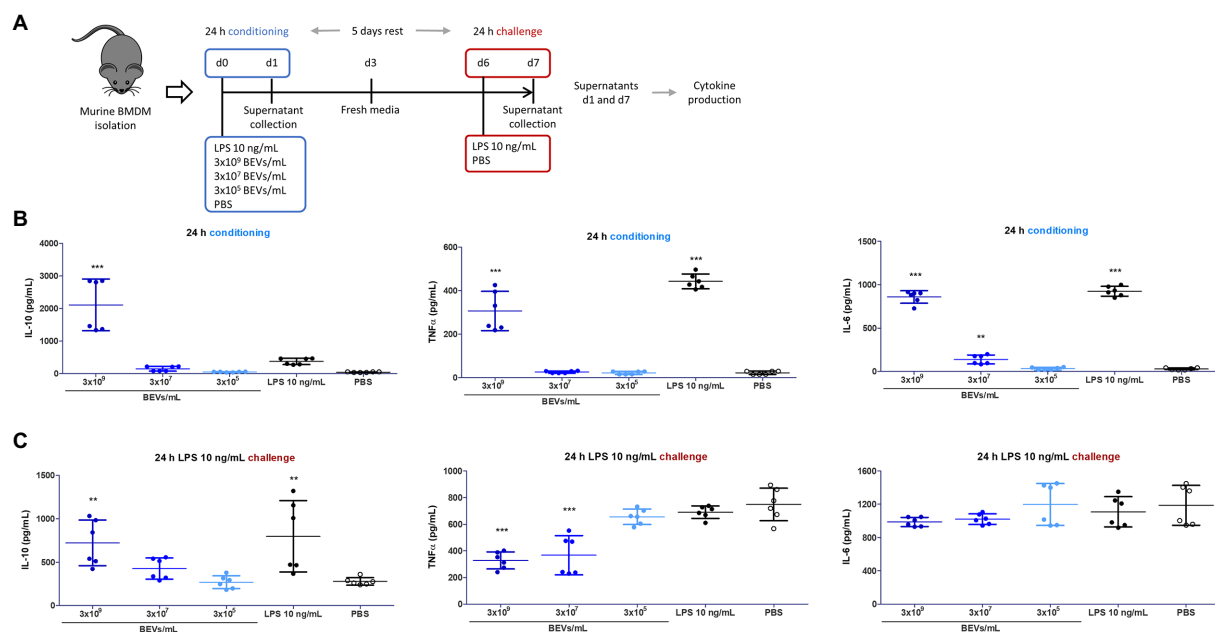 A
24 h conditioning
5 days rest
24 h challenge
d0
d1
d3
d6
d7
Murine BMDM
isolation
Supernatant
collection
Fresh media
Supernatant
collection
Supernatants
d1 and d7
Cytokine
production
LPS 10 ng/mL
3x10⁹ BEVs/mL
3x10⁷ BEVs/mL
3x10⁵ BEVs/mL
PBS
LPS 10 ng/mL
PBS
B
24 h conditioning
IL-10 (pg/mL)
4000
3000
2000
1000
0
***
3x10⁹
3x10⁷
3x10⁵
LPS 10 ng/mL
PBS
BEVs/mL
24 h conditioning
TNFα (pg/mL)
600
400
200
0
***
***
3x10⁹
3x10⁷
3x10⁵
LPS 10 ng/mL
PBS
BEVs/mL
24 h conditioning
IL-6 (pg/mL)
1500
1000
500
0
***
**
***
3x10⁹
3x10⁷
3x10⁵
LPS 10 ng/mL
PBS
BEVs/mL
C
24 h LPS 10 ng/mL challenge
IL-10 (pg/mL)
1500
1000
500
0
**
**
3x10⁹
3x10⁷
3x10⁵
LPS 10 ng/mL
PBS
BEVs/mL
24 h LPS 10 ng/mL challenge
TNFα (pg/mL)
1000
800
600
400
200
0
***
***
3x10⁹
3x10⁷
3x10⁵
LPS 10 ng/mL
PBS
BEVs/mL
24 h LPS 10 ng/mL challenge
IL-6 (pg/mL)
1500
1000
500
0
3x10⁹
3x10⁷
3x10⁵
LPS 10 ng/mL
PBS
BEVs/mL